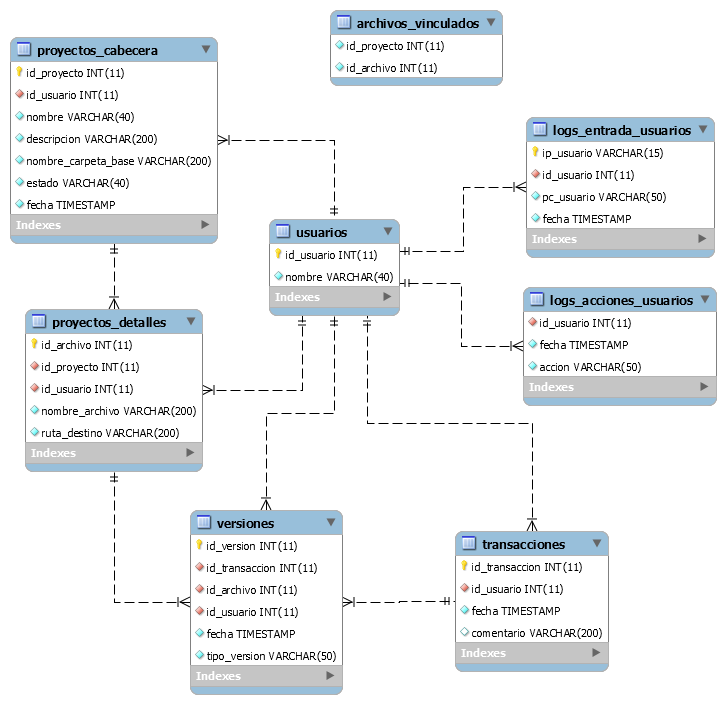 archivos_vinculados
id_proyecto INT(11)
id_archivo INT(11)
proyectos_cabecera
id_proyecto INT(11)
id_usuario INT(11)
nombre VARCHAR(40)
descripcion VARCHAR(200)
nombre_carpeta_base VARCHAR(200)
estado VARCHAR(40)
fecha TIMESTAMP
Indexes
logs_entrada_usuarios
ip_usuario VARCHAR(15)
id_usuario INT(11)
pc_usuario VARCHAR(50)
fecha TIMESTAMP
Indexes
usuarios
id_usuario INT(11)
nombre VARCHAR(40)
Indexes
logs_acciones_usuarios
id_usuario INT(11)
fecha TIMESTAMP
accion VARCHAR(50)
Indexes
proyectos_detalles
id_archivo INT(11)
id_proyecto INT(11)
id_usuario INT(11)
nombre_archivo VARCHAR(200)
ruta_destino VARCHAR(200)
Indexes
versiones
id_version INT(11)
id_transaccion INT(11)
id_archivo INT(11)
id_usuario INT(11)
fecha TIMESTAMP
tipo_version VARCHAR(50)
Indexes
transacciones
id_transaccion INT(11)
id_usuario INT(11)
fecha TIMESTAMP
comentario VARCHAR(200)
Indexes